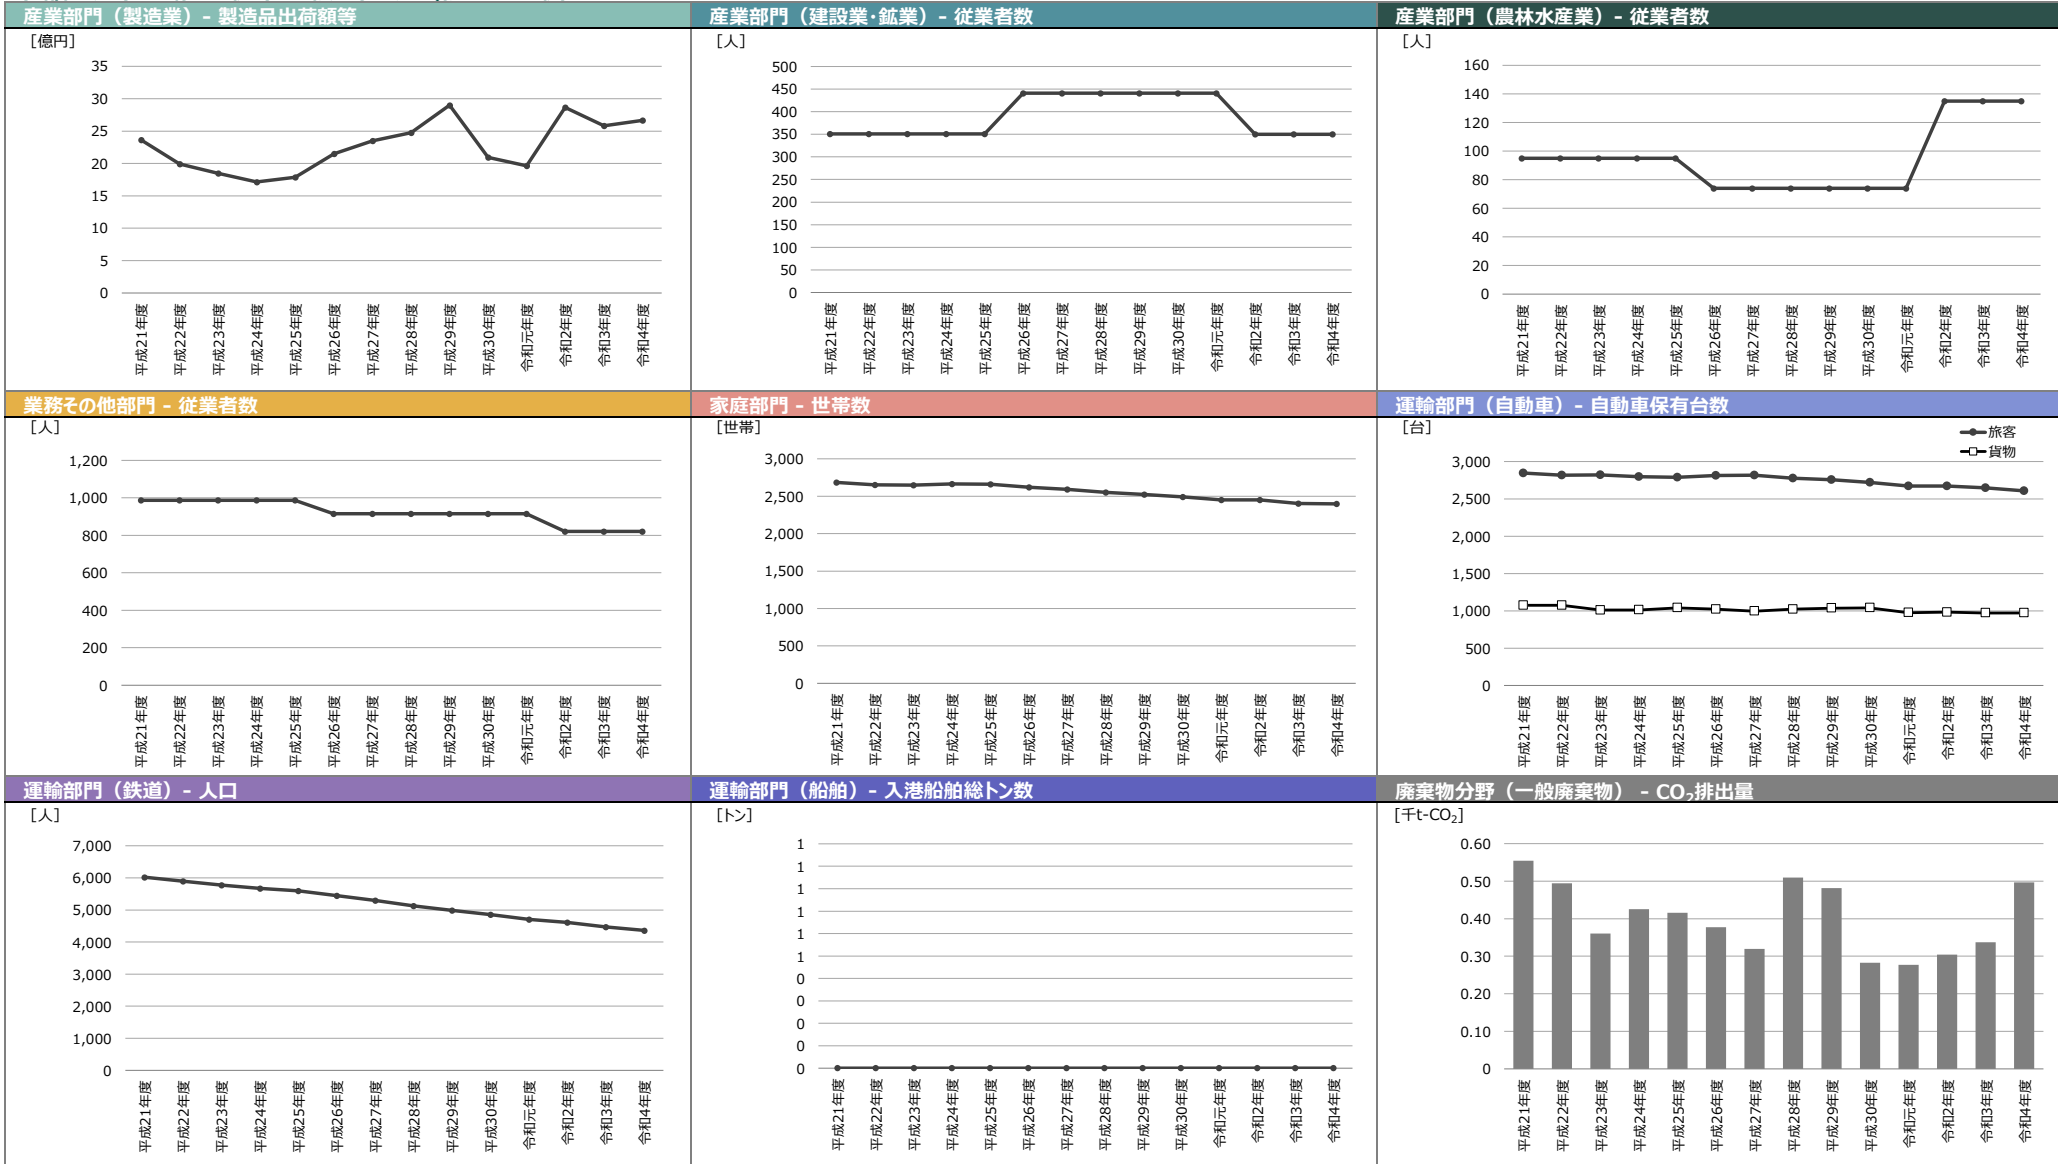 産業部門（製造業）- 製造品出荷額等
[億円]
35
30
25
20
15
10
5
0
平成21年度
平成22年度
平成23年度
平成24年度
平成25年度
平成26年度
平成27年度
平成28年度
平成29年度
平成30年度
令和元年度
令和2年度
令和3年度
令和4年度
産業部門（建設業・鉱業）- 従業者数
[人]
500
450
400
350
300
250
200
150
100
50
0
平成21年度
平成22年度
平成23年度
平成24年度
平成25年度
平成26年度
平成27年度
平成28年度
平成29年度
平成30年度
令和元年度
令和2年度
令和3年度
令和4年度
産業部門（農林水産業）- 従業者数
[人]
160
140
120
100
80
60
40
20
0
平成21年度
平成22年度
平成23年度
平成24年度
平成25年度
平成26年度
平成27年度
平成28年度
平成29年度
平成30年度
令和元年度
令和2年度
令和3年度
令和4年度
業務その他部門 - 従業者数
[人]
1,200
1,000
800
600
400
200
0
平成21年度
平成22年度
平成23年度
平成24年度
平成25年度
平成26年度
平成27年度
平成28年度
平成29年度
平成30年度
令和元年度
令和2年度
令和3年度
令和4年度
家庭部門 - 世帯数
[世帯]
3,000
2,500
2,000
1,500
1,000
500
0
平成21年度
平成22年度
平成23年度
平成24年度
平成25年度
平成26年度
平成27年度
平成28年度
平成29年度
平成30年度
令和元年度
令和2年度
令和3年度
令和4年度
運輸部門（自動車）- 自動車保有台数
[台]
旅客
貨物
3,000
2,500
2,000
1,500
1,000
500
0
平成21年度
平成22年度
平成23年度
平成24年度
平成25年度
平成26年度
平成27年度
平成28年度
平成29年度
平成30年度
令和元年度
令和2年度
令和3年度
令和4年度
運輸部門（鉄道）- 人口
[人]
7,000
6,000
5,000
4,000
3,000
2,000
1,000
0
平成21年度
平成22年度
平成23年度
平成24年度
平成25年度
平成26年度
平成27年度
平成28年度
平成29年度
平成30年度
令和元年度
令和2年度
令和3年度
令和4年度
運輸部門（船舶）- 入港船舶総トン数
[トン]
1
1
1
1
1
1
0
0
0
0
0
平成21年度
平成22年度
平成23年度
平成24年度
平成25年度
平成26年度
平成27年度
平成28年度
平成29年度
平成30年度
令和元年度
令和2年度
令和3年度
令和4年度
廃棄物分野（一般廃棄物） - CO₂排出量
[千t-CO₂]
0.60
0.50
0.40
0.30
0.20
0.10
0
平成21年度
平成22年度
平成23年度
平成24年度
平成25年度
平成26年度
平成27年度
平成28年度
平成29年度
平成30年度
令和元年度
令和2年度
令和3年度
令和4年度